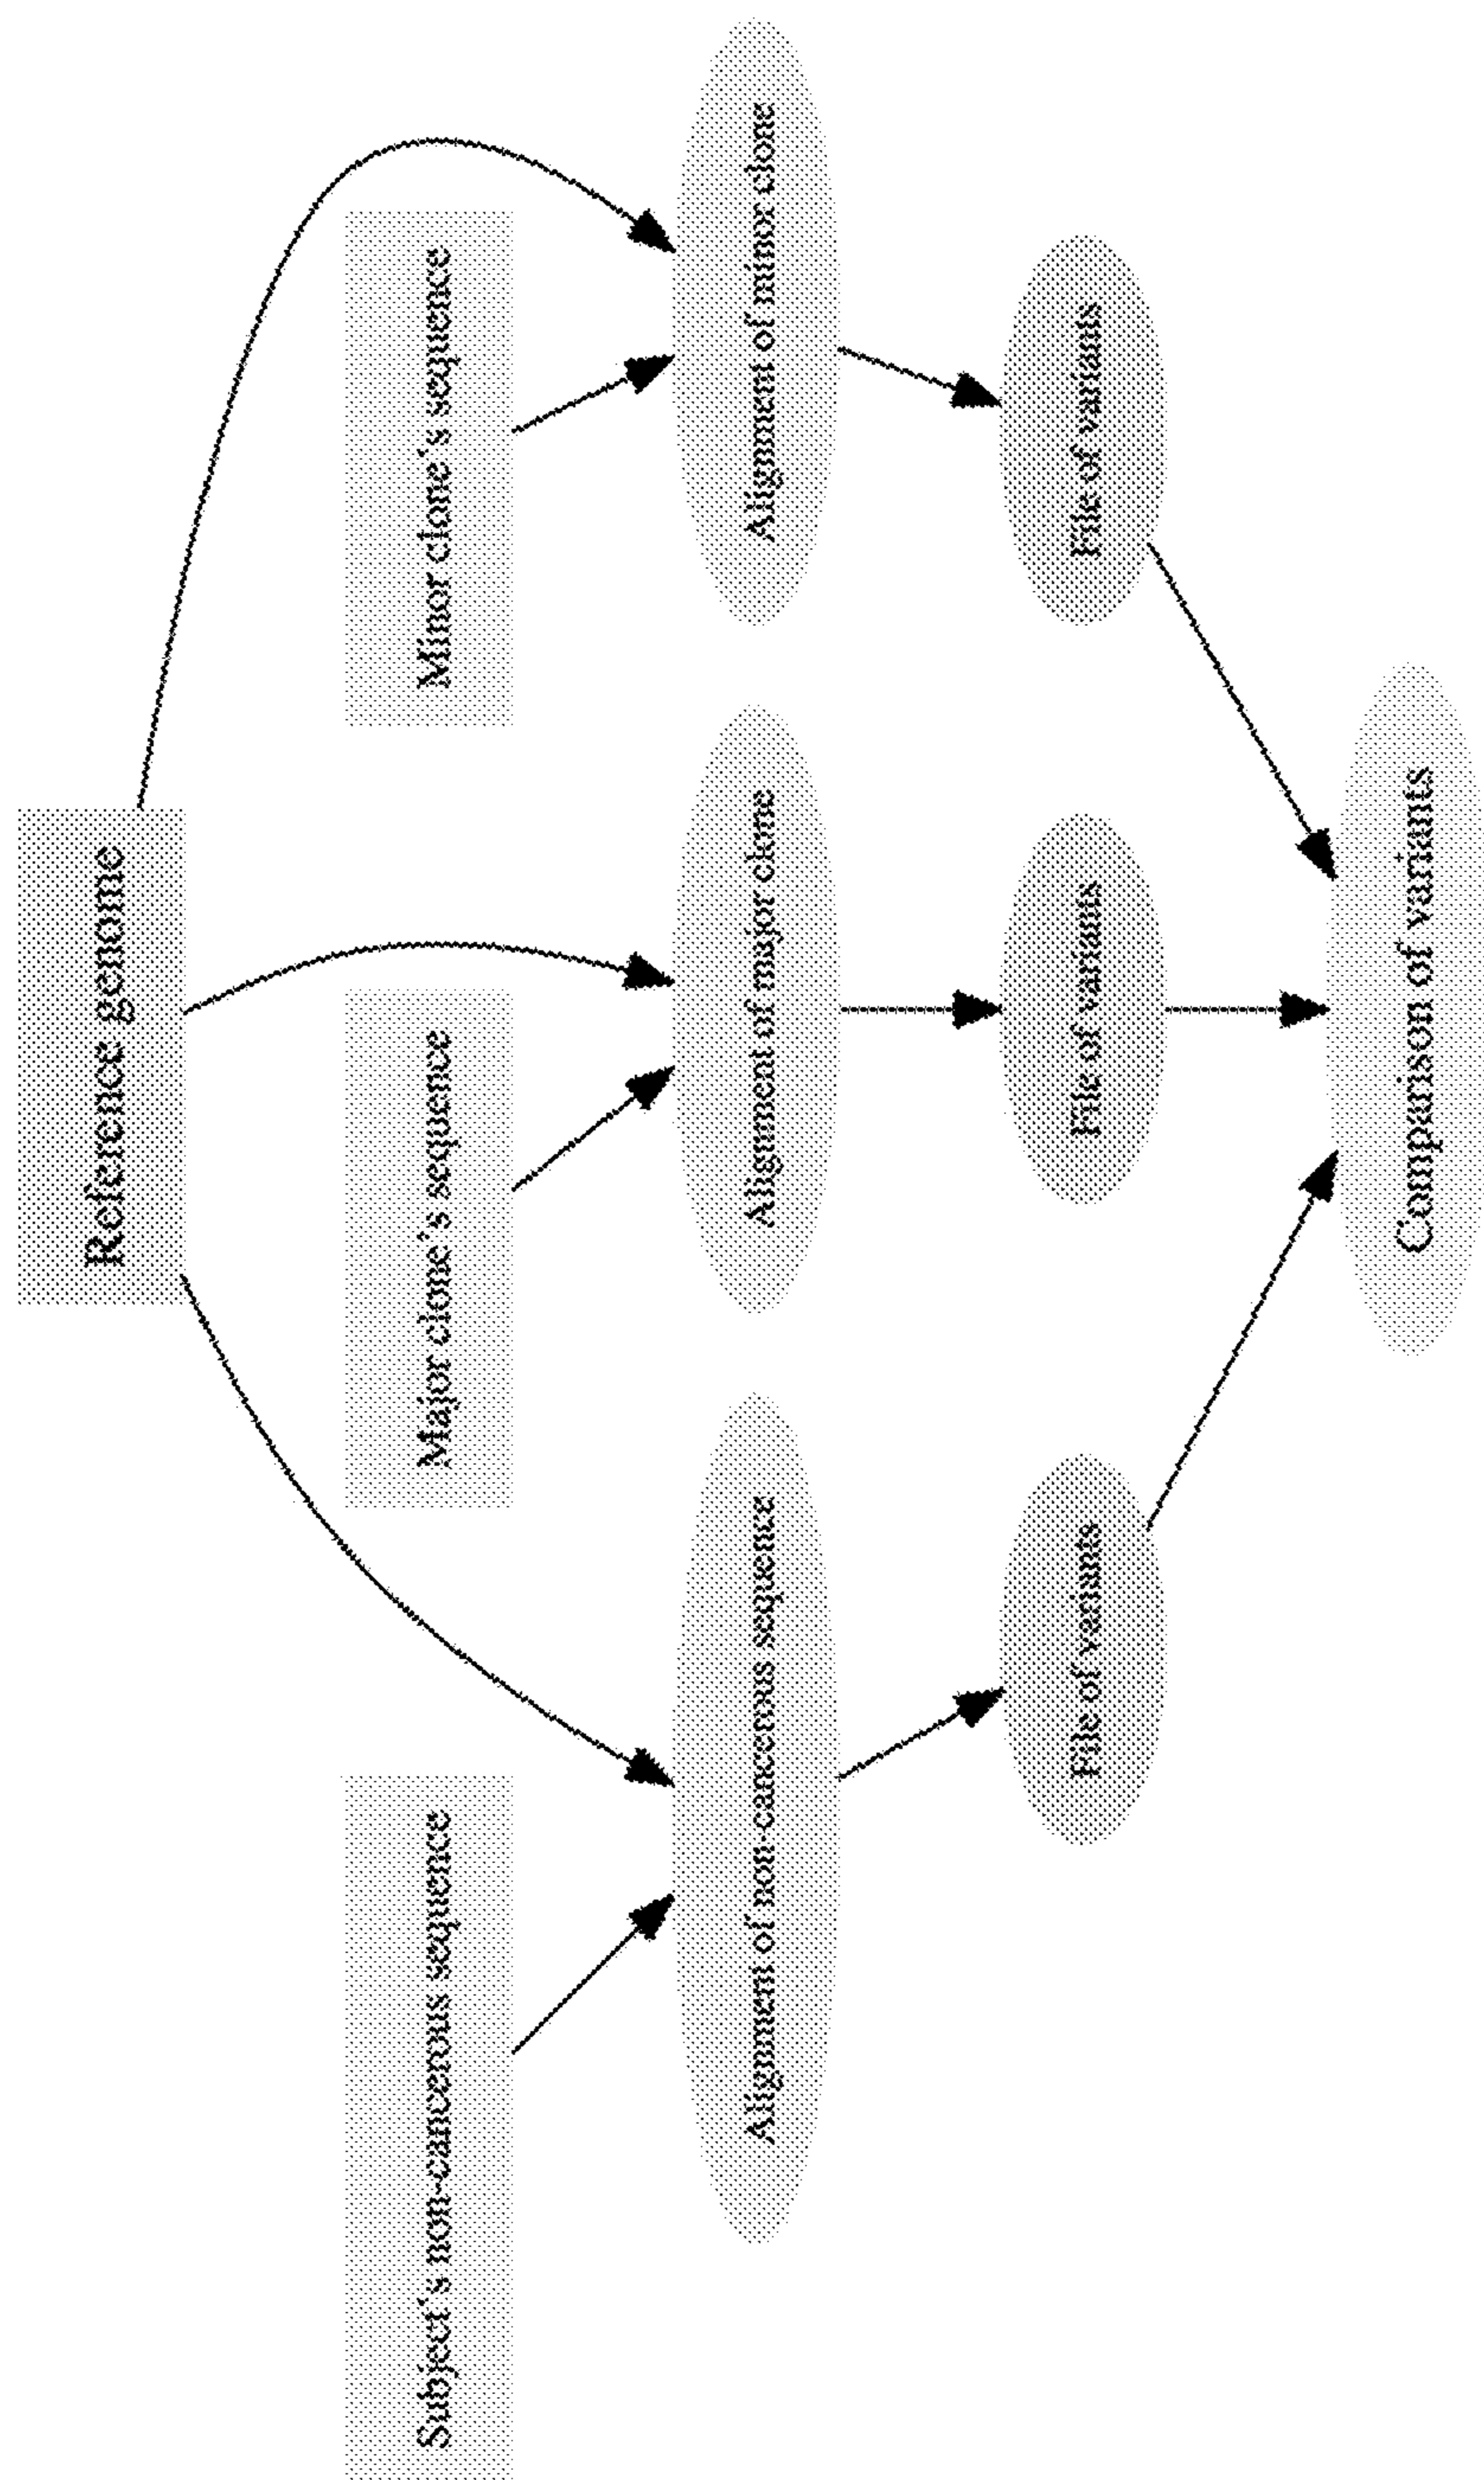 Reference genome
Subject's non-cancerous sequence
Major clone's sequence
Minor clone's sequence
Alignment of non-cancerous sequence
Alignment of major clone
Alignment of minor clone
File of variants
File of variants
File of variants
Comparison of variants